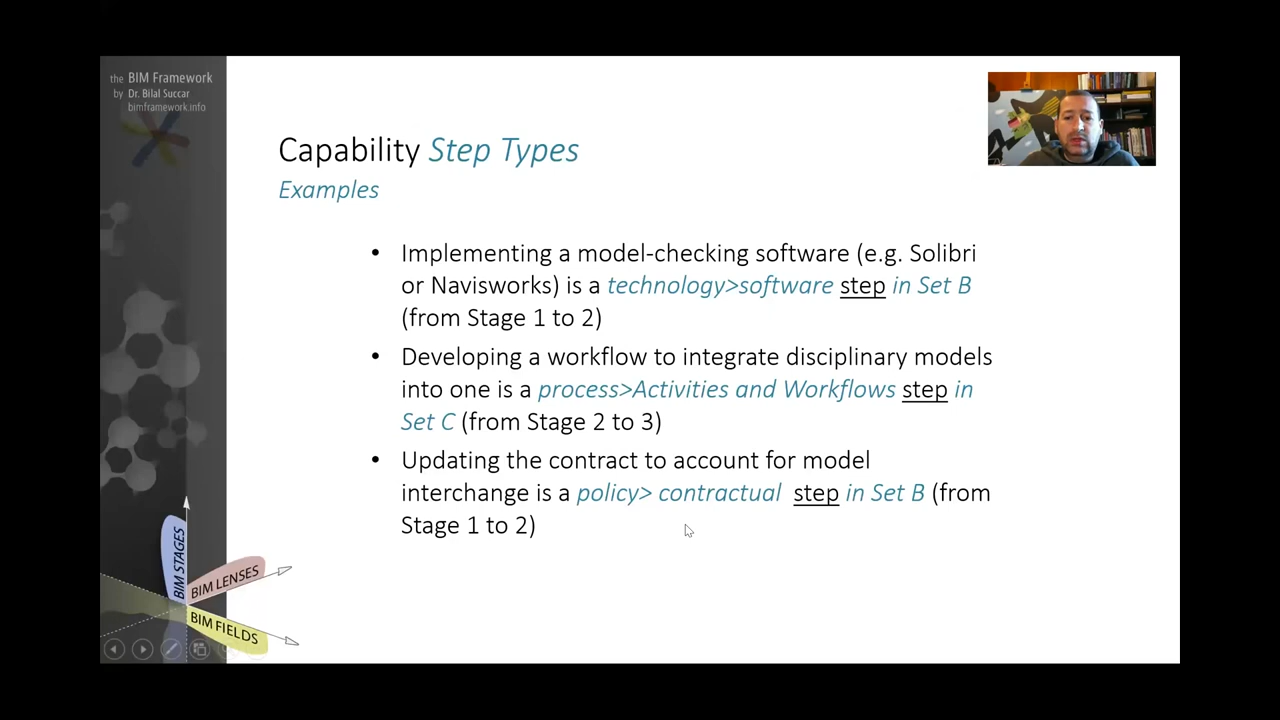 the BIM Framework
by Dr. Bilal Succar
bimframework.info
Capability Step Types
Examples
• Implementing a model-checking software (e.g. Solibri
or Navisworks) is a technology>software step in Set B
(from Stage 1 to 2)
• Developing a workflow to integrate disciplinary models
into one is a process>Activities and Workflows step in
Set C (from Stage 2 to 3)
• Updating the contract to account for model
interchange is a policy> contractual step in Set B (from
Stage 1 to 2)
BIM STAGES
BIM LENSES
BIM FIELDS